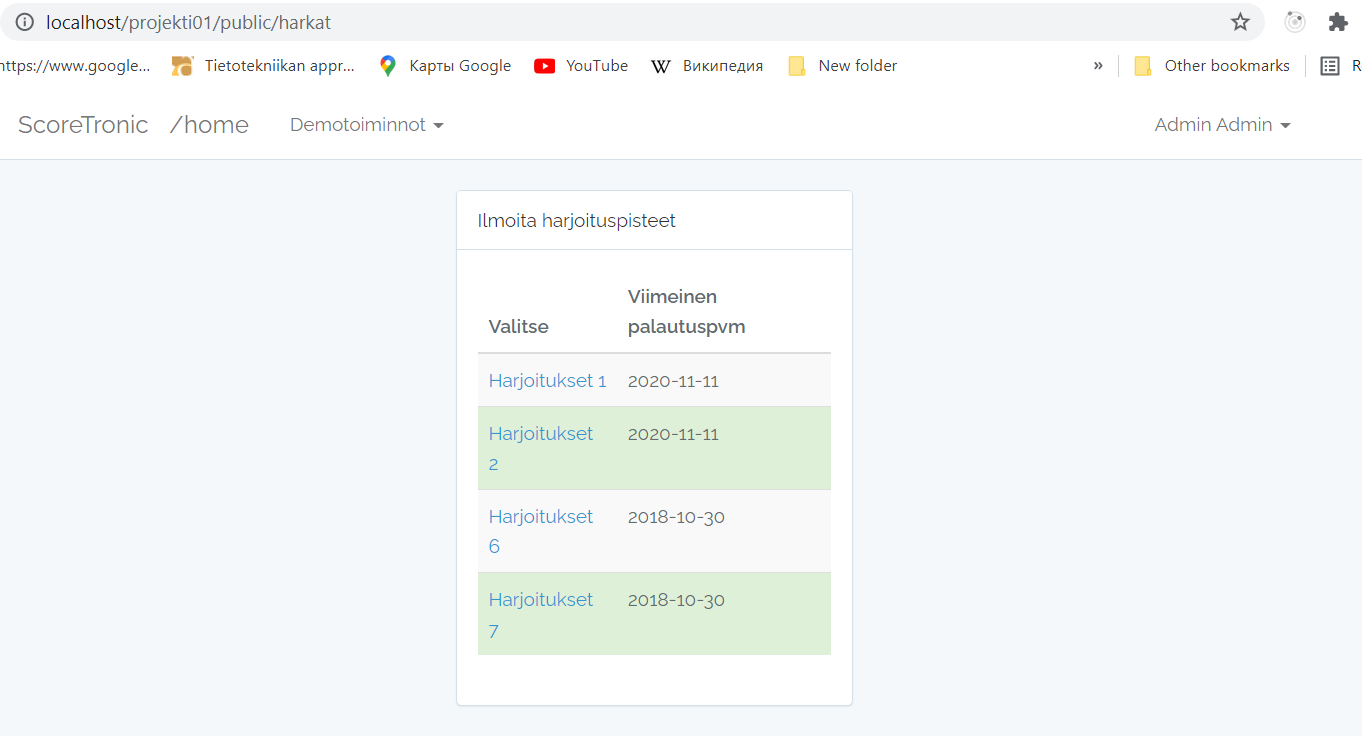 localhost/projekti01/public/harkat
https://www.google... Tietotekniikan appr... Карты Google YouTube W Википедия New folder » Other bookmarks R
ScoreTronic /home Demotoiminnot Admin Admin
Ilmoita harjoituspisteet
Viimeinen
Valitse palautuspvm
Harjoitukset 1 2020-11-11
Harjoitukset 2020-11-11
2
Harjoitukset 2018-10-30
6
Harjoitukset 2018-10-30
7